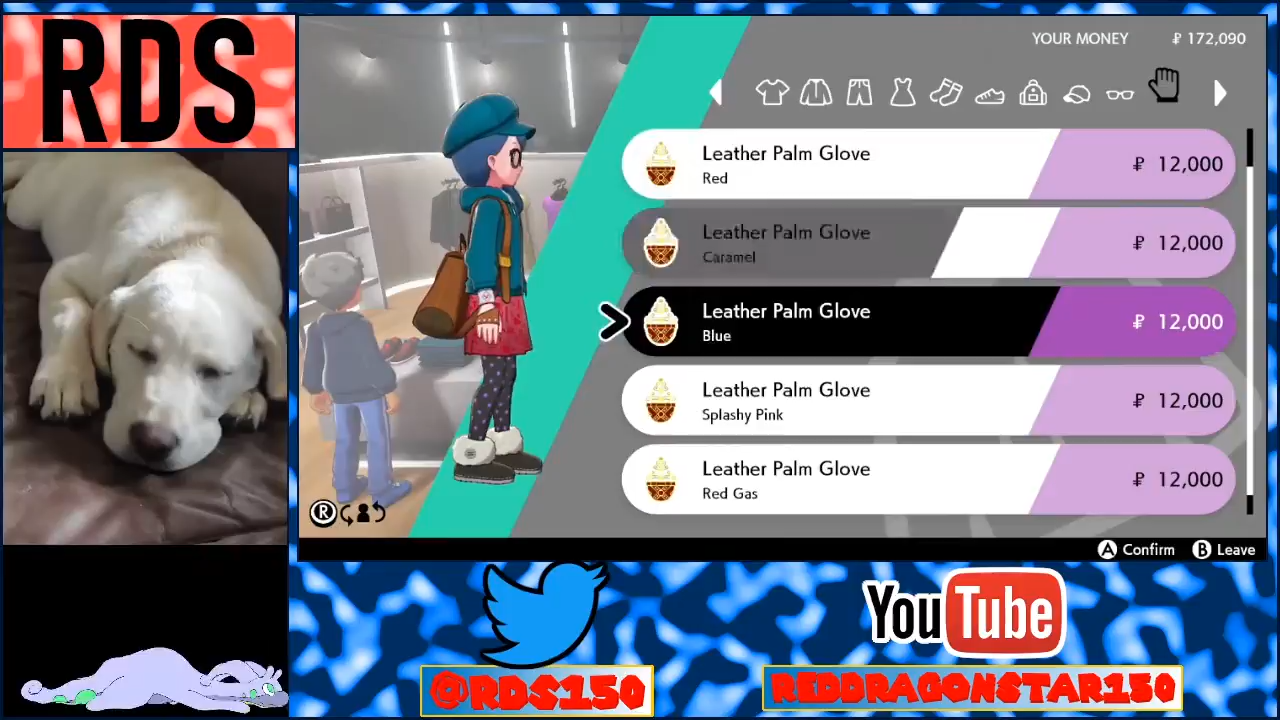 RDS
YOUR MONEY ₽ 172,090
Leather Palm Glove
Red
₽ 12,000
Leather Palm Glove
Caramel
₽ 12,000
Leather Palm Glove
Blue
₽ 12,000
Leather Palm Glove
Splashy Pink
₽ 12,000
Leather Palm Glove
Red Gas
₽ 12,000
R
A Confirm B Leave
YouTube
@RDS150
REDDRAGONSTAR150